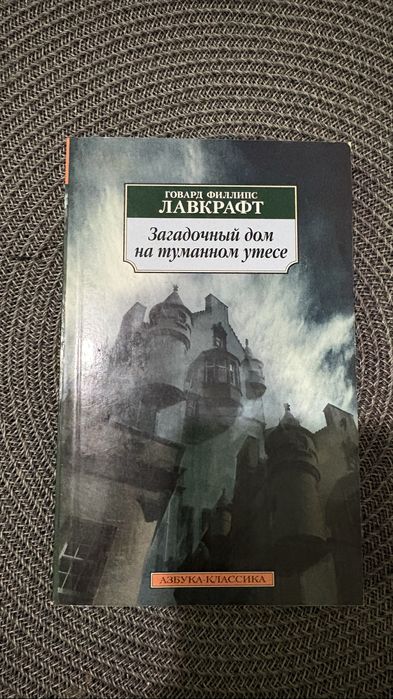 ГОВАРД ФИЛЛИПС
ЛАВКРАФТ
Загадочный дом
на туманном утесе
АЗБУКА-КЛАССИКА